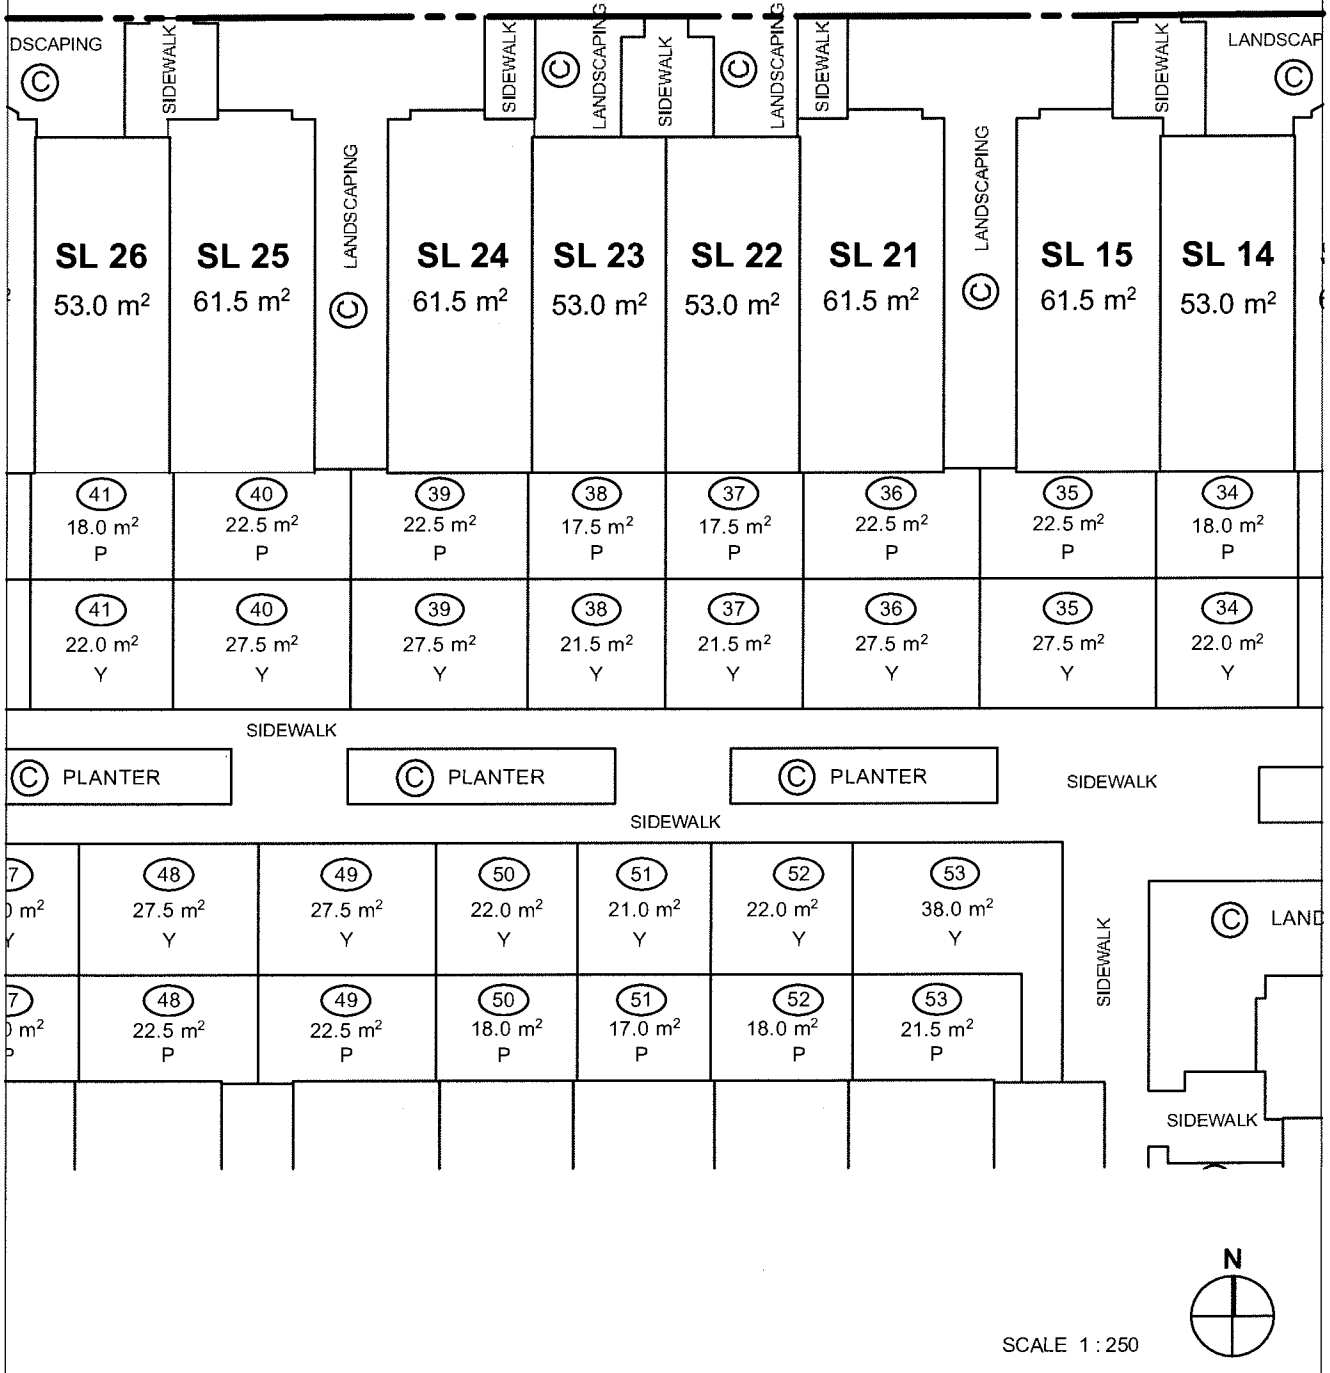 DSCAPING
C
SIDEWALK
LANDSCAPING
C
SIDEWALK
C
LANDSCAPING
SIDEWALK
C
LANDSCAPING
SIDEWALK
LANDSCAPING
C
SIDEWALK
LANDSCAP
C
SL 26
53.0 m²
SL 25
61.5 m²
SL 24
61.5 m²
SL 23
53.0 m²
SL 22
53.0 m²
SL 21
61.5 m²
SL 15
61.5 m²
SL 14
53.0 m²
41
18.0 m²
P
40
22.5 m²
P
39
22.5 m²
P
38
17.5 m²
P
37
17.5 m²
P
36
22.5 m²
P
35
22.5 m²
P
34
18.0 m²
P
41
22.0 m²
Y
40
27.5 m²
Y
39
27.5 m²
Y
38
21.5 m²
Y
37
21.5 m²
Y
36
27.5 m²
Y
35
27.5 m²
Y
34
22.0 m²
Y
SIDEWALK
C PLANTER
C PLANTER
C PLANTER
SIDEWALK
SIDEWALK
7
0 m²
Y
48
27.5 m²
Y
49
27.5 m²
Y
50
22.0 m²
Y
51
21.0 m²
Y
52
22.0 m²
Y
53
38.0 m²
Y
SIDEWALK
C LAND
7
0 m²
P
48
22.5 m²
P
49
22.5 m²
P
50
18.0 m²
P
51
17.0 m²
P
52
18.0 m²
P
53
21.5 m²
P
SIDEWALK
N
SCALE 1 : 250